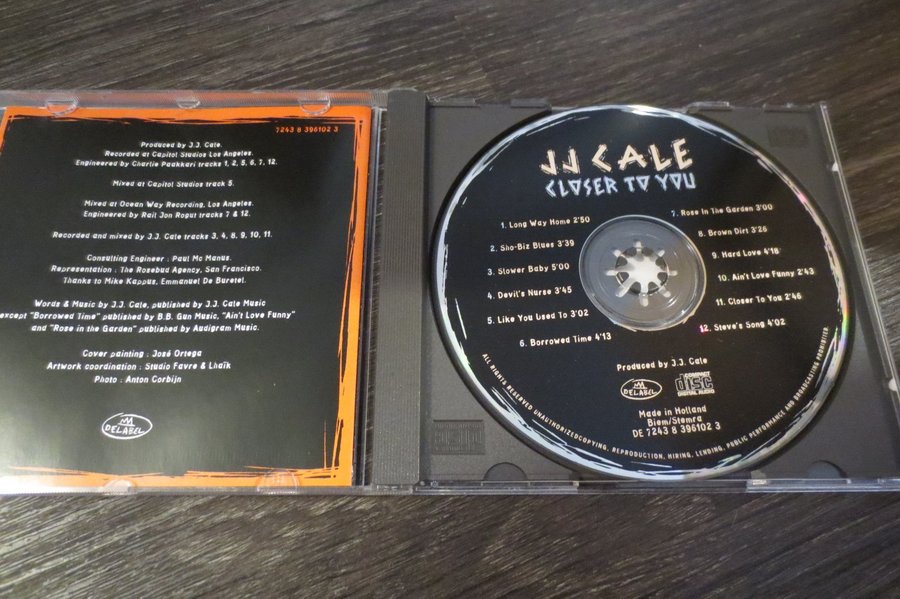 7243 8 396102 3
Produced by J.J. Cale.
Recorded at Capitol Studios Los Angeles.
Engineered by Charlie Paakkari tracks 1, 2, 5, 6, 7, 12.
Mixed at Capitol Studios track 5.
Mixed at Ocean Way Recording, Los Angeles.
Engineered by Rail Jon Rogut tracks 7 & 12.
Recorded and mixed by J.J. Cale tracks 3, 4, 8, 9, 10, 11.
Consulting Engineer : Paul Mc Manus.
Representation : The Rosebud Agency, San Francisco.
Thanks to Mike Kappus, Emmanuel De Buretel.
Words & Music by J.J. Cale, published by J.J. Cale Music
except "Borrowed Time" published by B.B. Gun Music, "Ain't Love Funny"
and "Rose in the Garden" published by Audigram Music.
Cover painting : José Ortega
Artwork coordination : Studio Favre & Lhaïk
Photo : Anton Corbijn
DELABEL
JJ CALE
CLOSER TO YOU
1. Long Way Home 2'50
2. Sho-Biz Blues 3'39
3. Slower Baby 5'00
4. Devil's Nurse 3'45
5. Like You Used To 3'02
6. Borrowed Time 4'13
7. Rose In The Garden 3'00
8. Brown Dirt 3'26
9. Hard Love 4'18
10. Ain't Love Funny 2'43
11. Closer To You 2'46
12. Steve's Song 4'02
Produced by J.J. Cale
DELABEL
COMPACT
disc
DIGITAL AUDIO
Made in Holland
Biem/Stemra
DE 7243 8 396102 3
ALL RIGHTS RESERVED UNAUTHORIZEDCOPYING, REPRODUCTION, HIRING, LENDING, PUBLIC PERFORMANCE AND BROADCASTING PROHIBITED